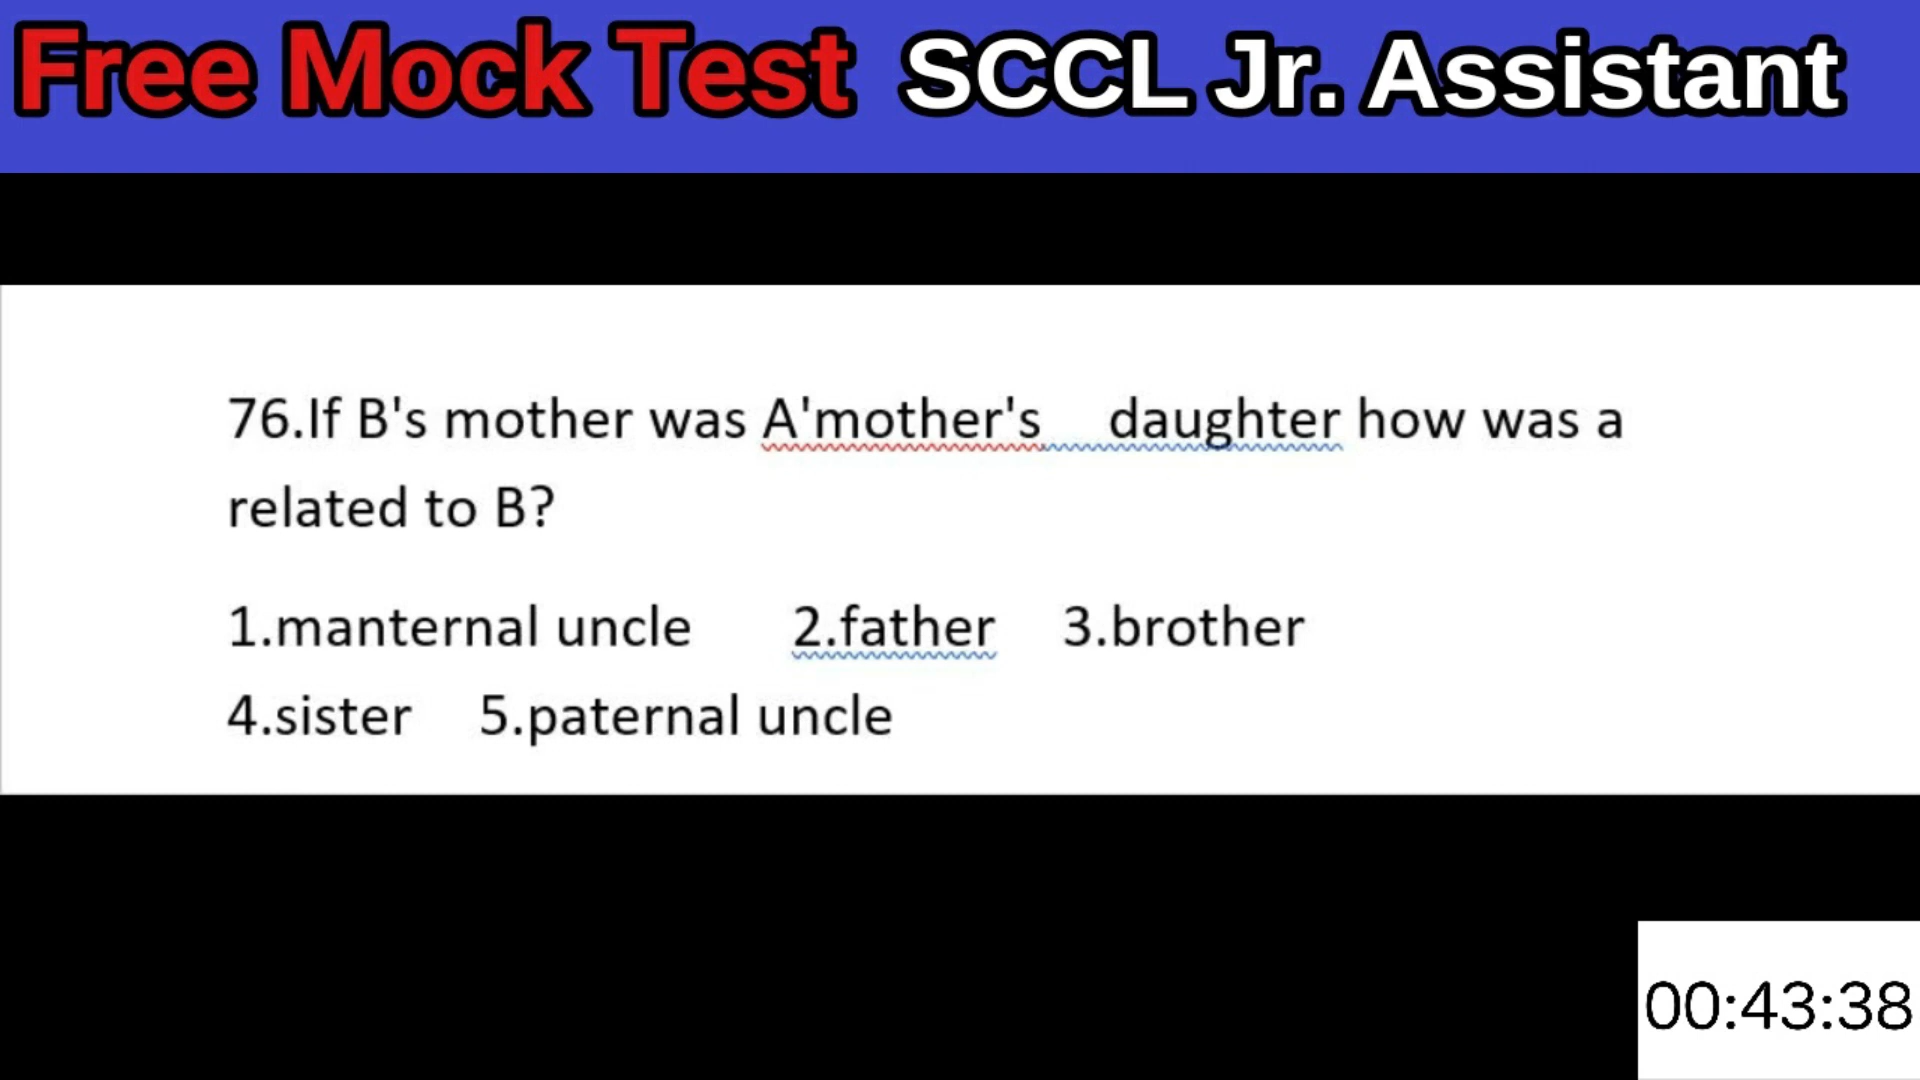 Free Mock Test SCCL Jr. Assistant
76.If B's mother was A'mother's daughter how was a
related to B?
1.manternal uncle 2.father 3.brother
4.sister 5.paternal uncle
00:43:38